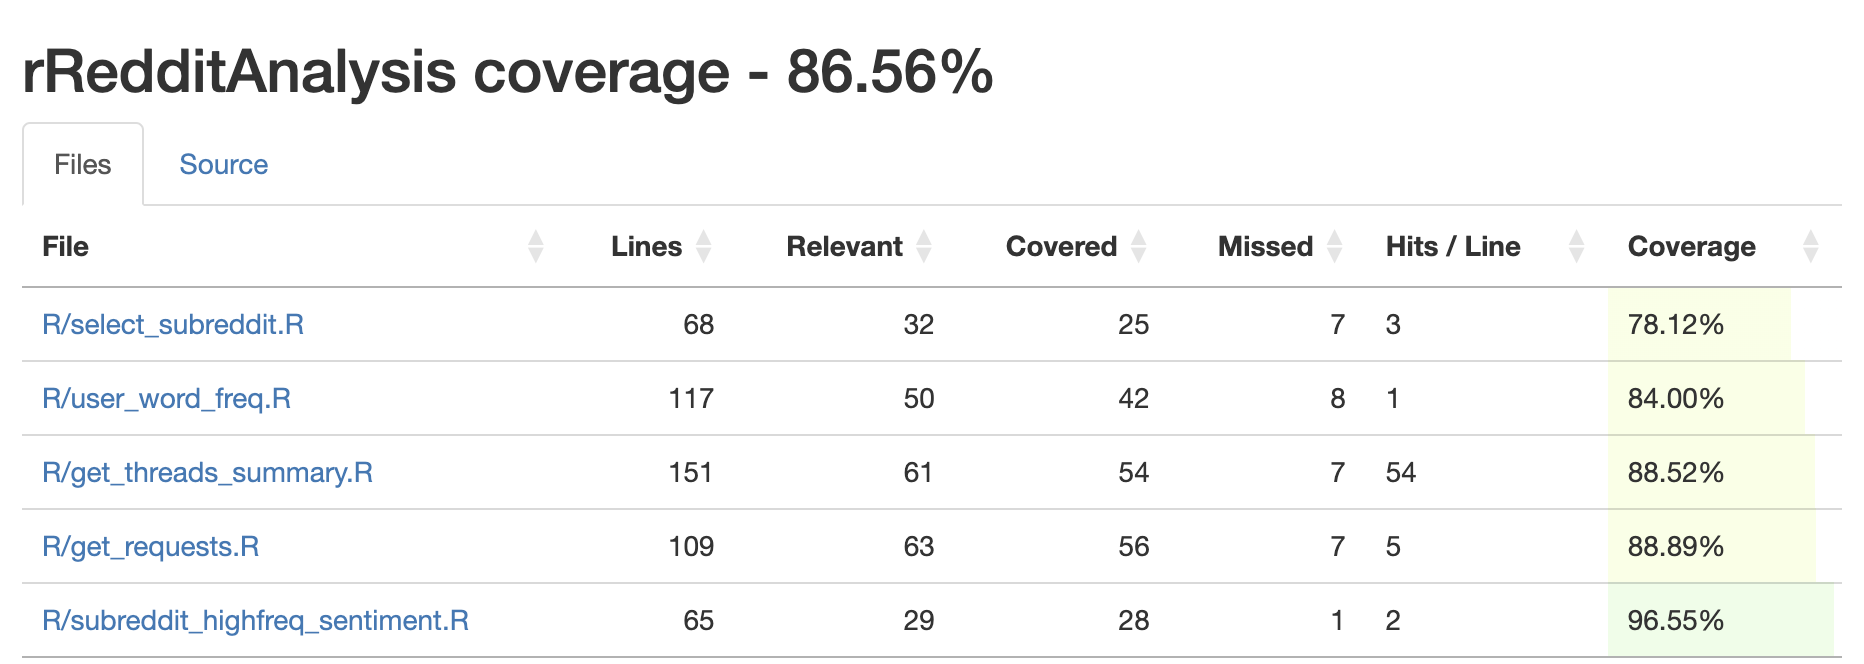 rRedditAnalysis coverage - 86.56%
Files Source
File Lines Relevant Covered Missed Hits / Line Coverage
R/select_subreddit.R 68 32 25 7 3 78.12%
R/user_word_freq.R 117 50 42 8 1 84.00%
R/get_threads_summary.R 151 61 54 7 54 88.52%
R/get_requests.R 109 63 56 7 5 88.89%
R/subreddit_highfreq_sentiment.R 65 29 28 1 2 96.55%